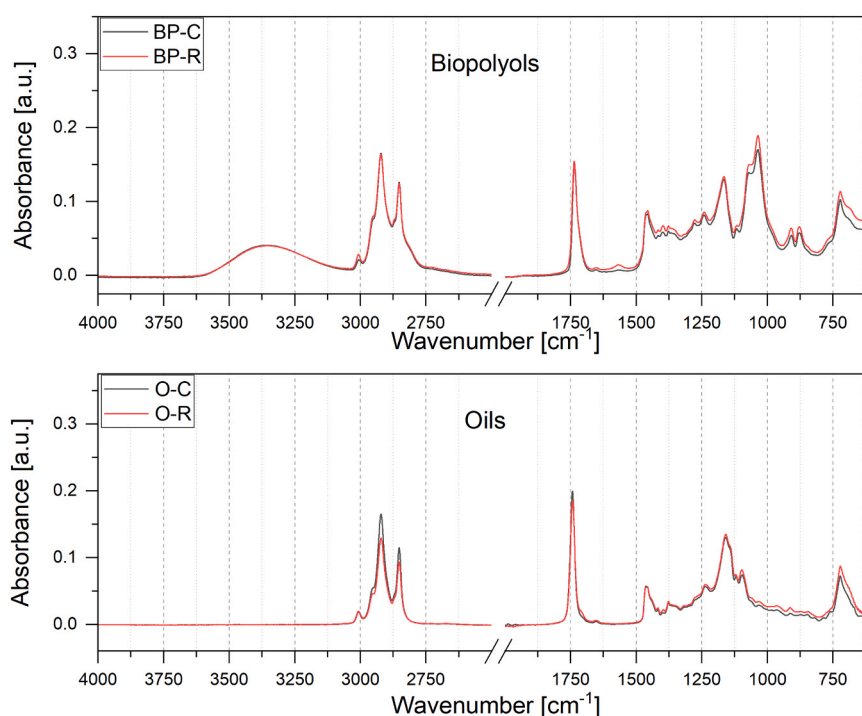 BP-C
BP-R
Biopolyols
0.3
0.2
0.1
0.0
Absorbance [a.u.]
4000 3750 3500 3250 3000 2750 1750 1500 1250 1000 750
Wavenumber [cm⁻¹]
O-C
O-R
Oils
0.3
0.2
0.1
0.0
Absorbance [a.u.]
4000 3750 3500 3250 3000 2750 1750 1500 1250 1000 750
Wavenumber [cm⁻¹]